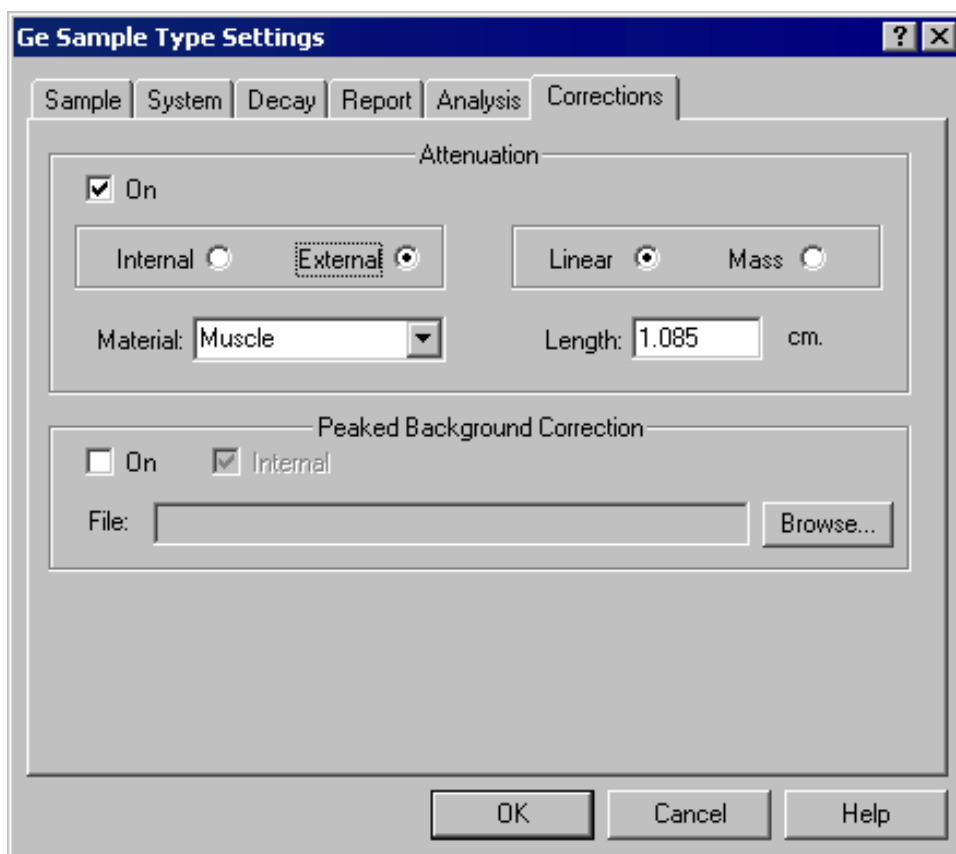 Ge Sample Type Settings
Sample System Decay Report Analysis Corrections
Attenuation
On
Internal External Linear Mass
Material: Muscle Length: 1.085 cm.
Peaked Background Correction
On Internal
File: Browse...
OK Cancel Help